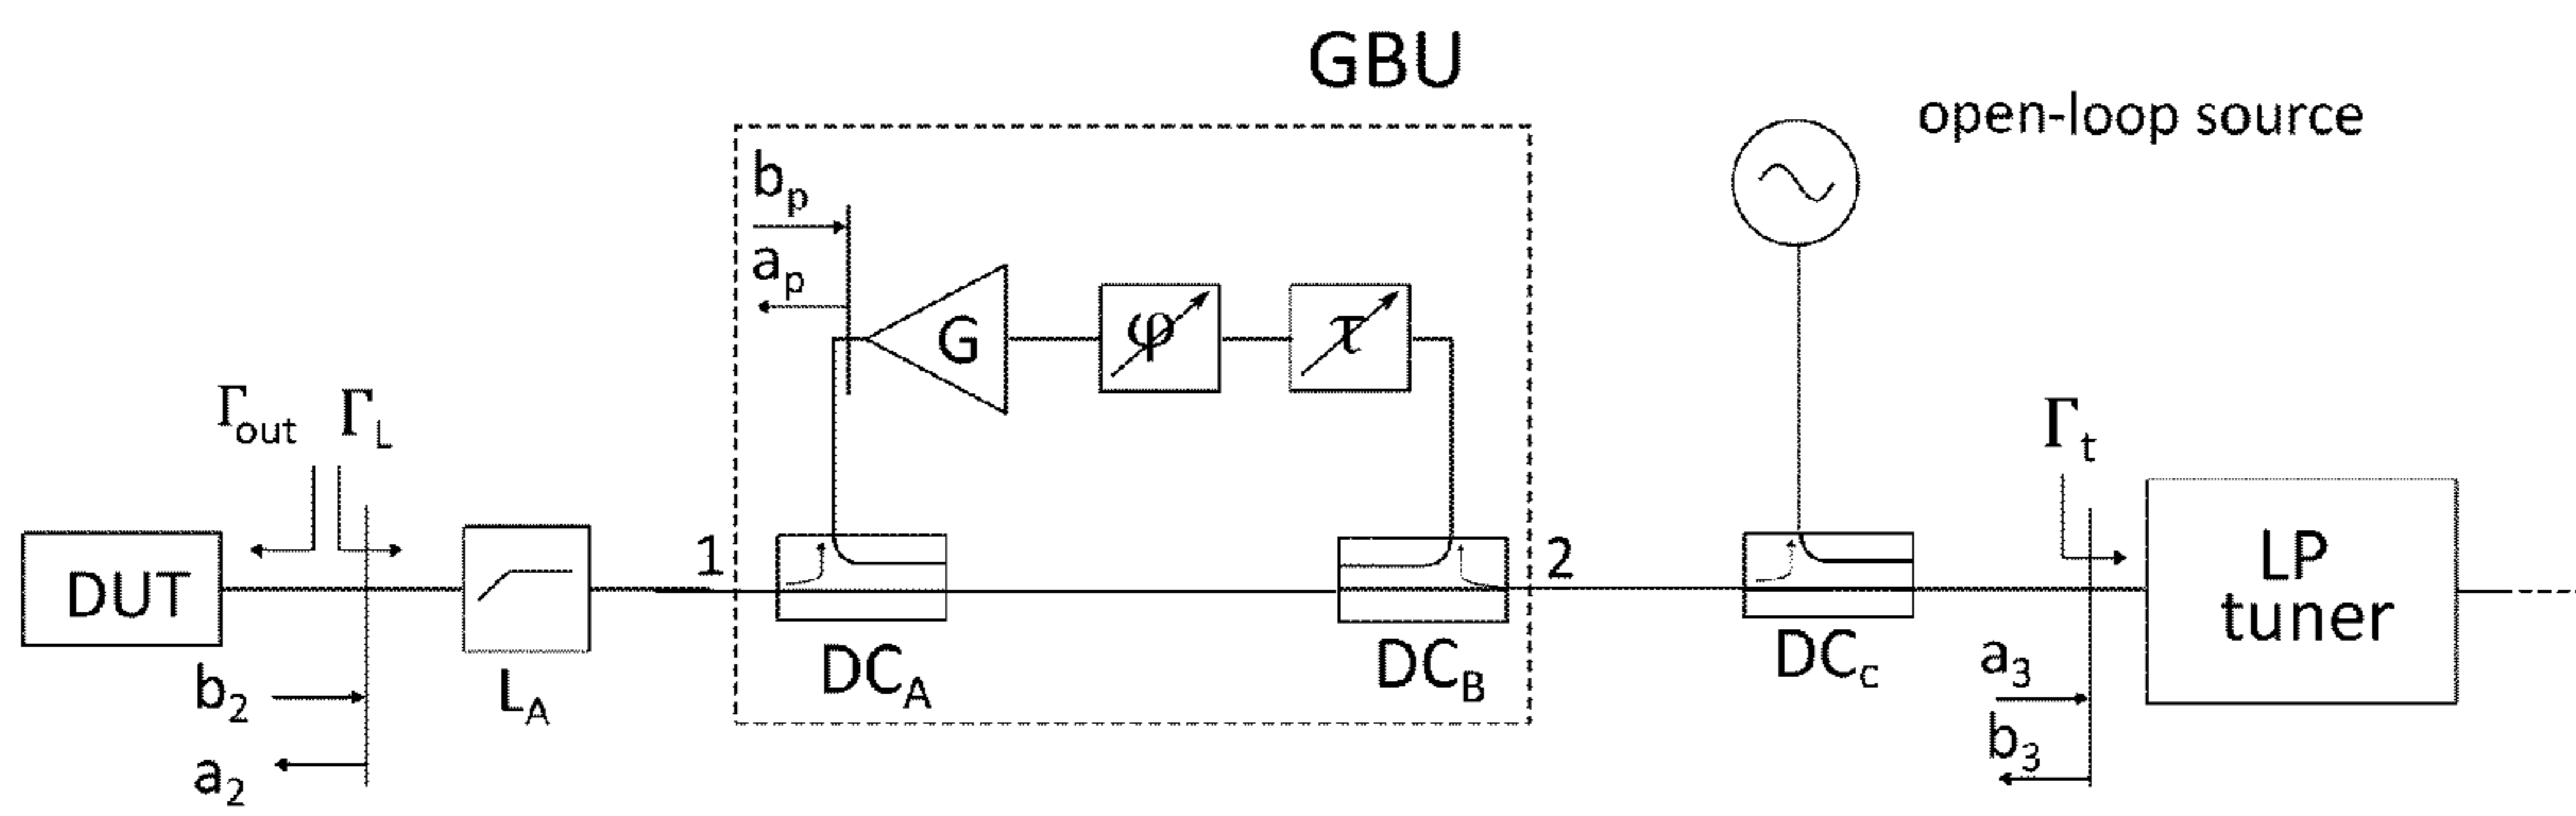 GBU
open-loop source
b_p
a_p
G
φ
τ
Γ_out
Γ_L
Γ_t
1
2
DUT
L_A
DC_A
DC_B
DC_c
LP
tuner
b_2
a_2
a_3
b_3